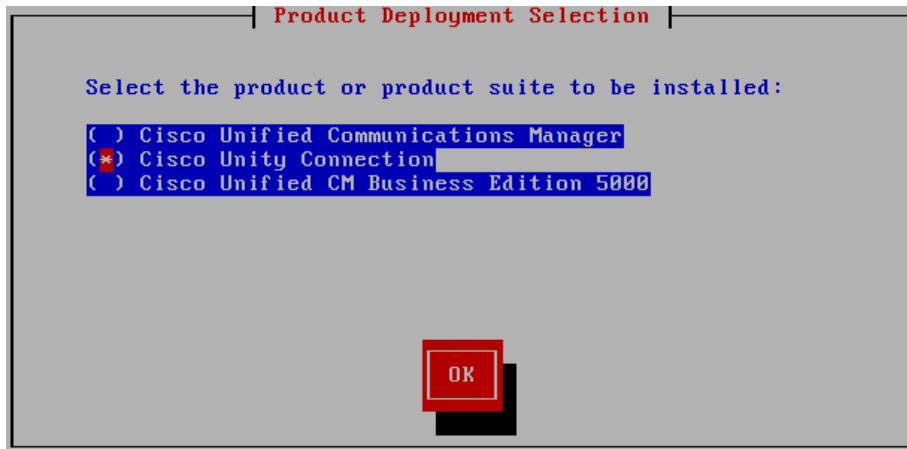 Product Deployment Selection
Select the product or product suite to be installed:
( ) Cisco Unified Communications Manager
(*) Cisco Unity Connection
( ) Cisco Unified CM Business Edition 5000
OK